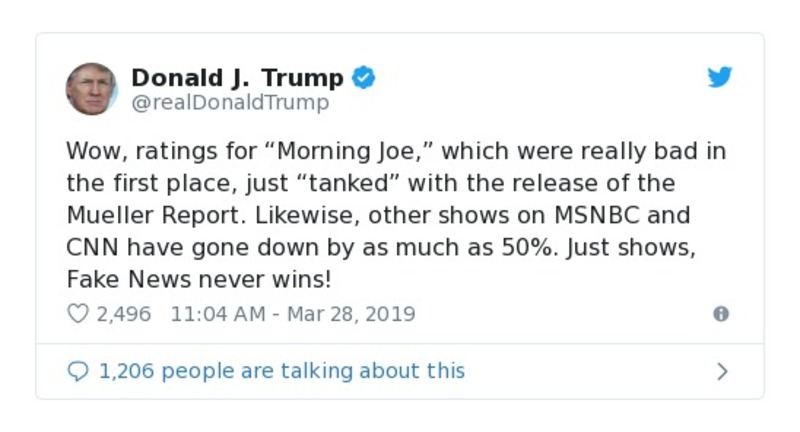 Donald J. Trump
@realDonaldTrump
Wow, ratings for “Morning Joe,” which were really bad in
the first place, just “tanked” with the release of the
Mueller Report. Likewise, other shows on MSNBC and
CNN have gone down by as much as 50%. Just shows,
Fake News never wins!
2,496 11:04 AM - Mar 28, 2019
1,206 people are talking about this